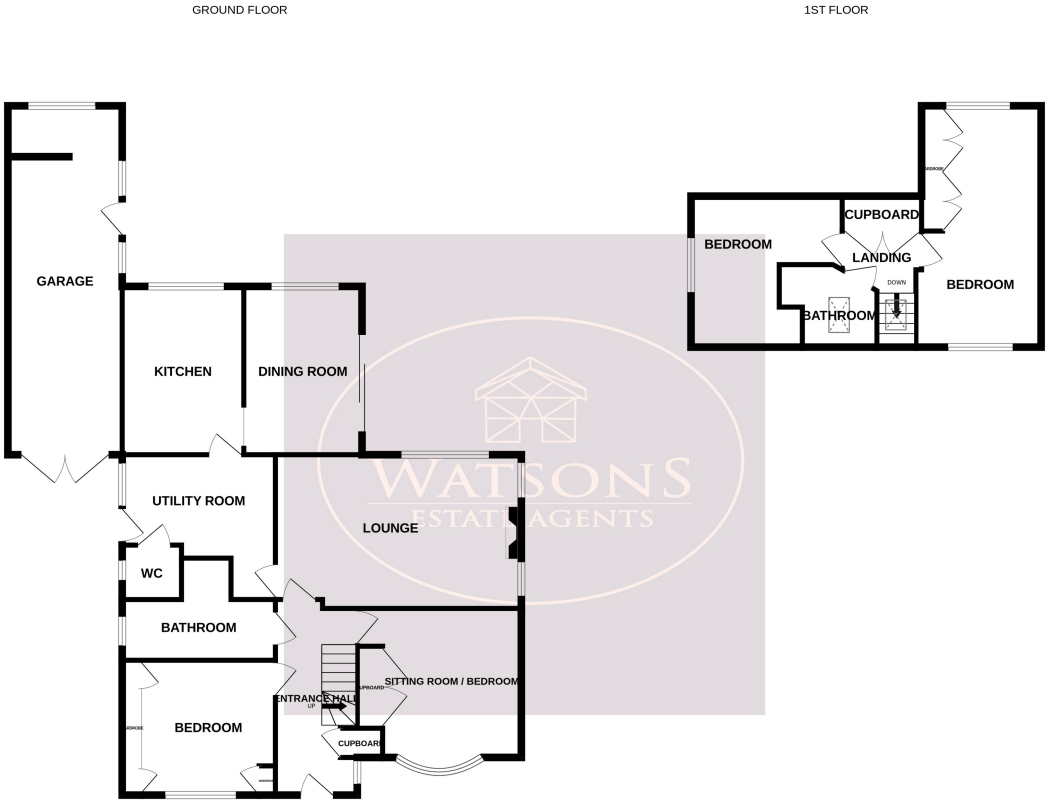 GROUND FLOOR
1ST FLOOR
CUPBOARD
BEDROOM
LANDING
DOWN
BEDROOM
BATHROOM
GARAGE
KITCHEN
DINING ROOM
WATSONS
ESTATE AGENTS
UTILITY ROOM
LOUNGE
WC
BATHROOM
SITTING ROOM / BEDROOM
UPBOARD
ENTRANCE HALL
UP
BEDROOM
CUPBOARD